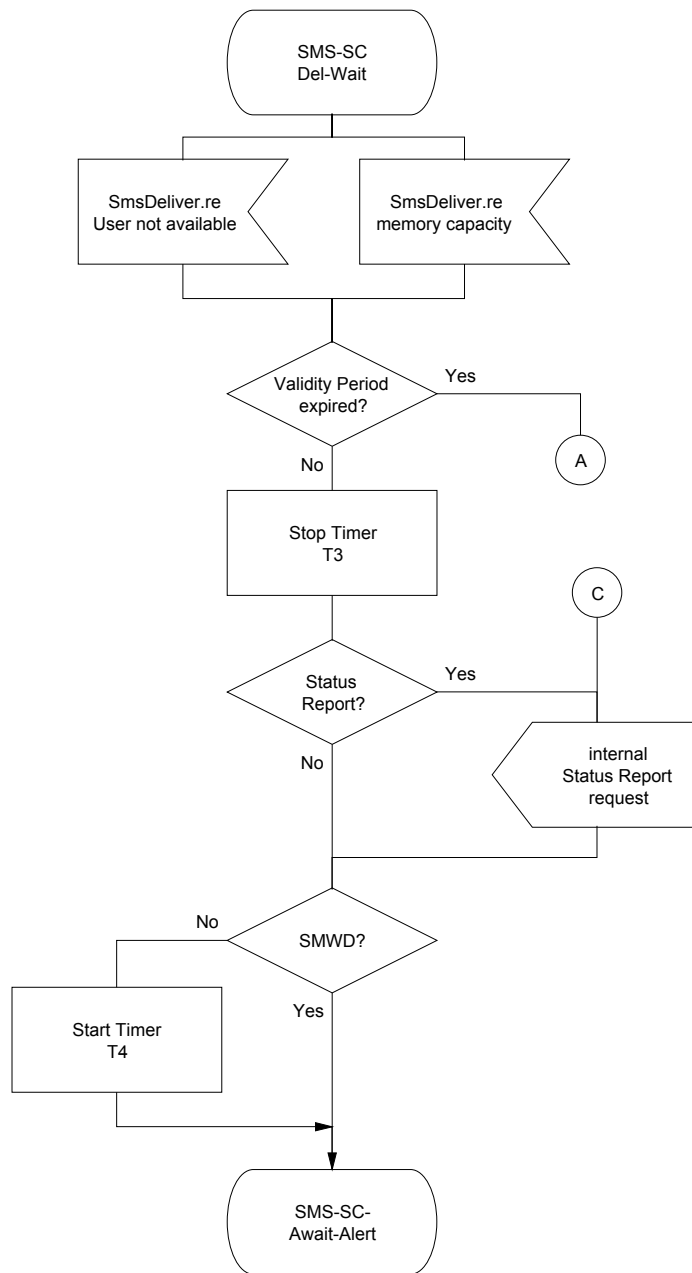 SMS-SC
Del-Wait
SmsDeliver.re
User not available
SmsDeliver.re
memory capacity
Validity Period
expired?
Yes
A
No
Stop Timer
T3
C
Status
Report?
Yes
No
internal
Status Report
request
No
SMWD?
Yes
Start Timer
T4
SMS-SC-
Await-Alert